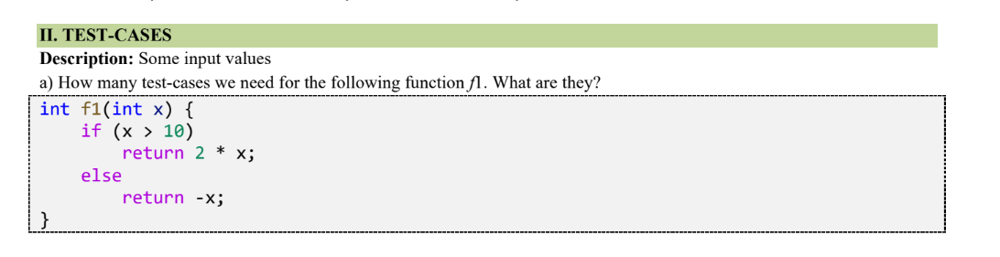 II. TEST-CASES
Description: Some input values
a) How many test-cases we need for the following function f1. What are they?
int f1(int x) {
    if (x > 10)
        return 2 * x;
    else
        return -x;
}